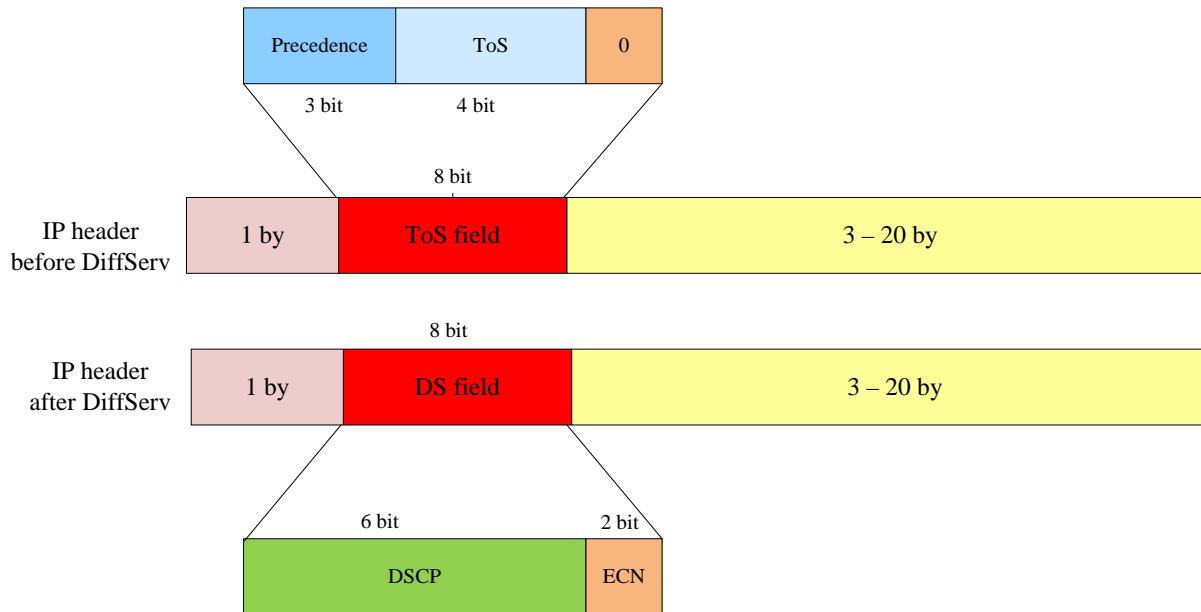 Precedence ToS 0
3 bit 4 bit
8 bit
IP header
before DiffServ
1 by ToS field 3 – 20 by
8 bit
IP header
after DiffServ
1 by DS field 3 – 20 by
6 bit 2 bit
DSCP ECN